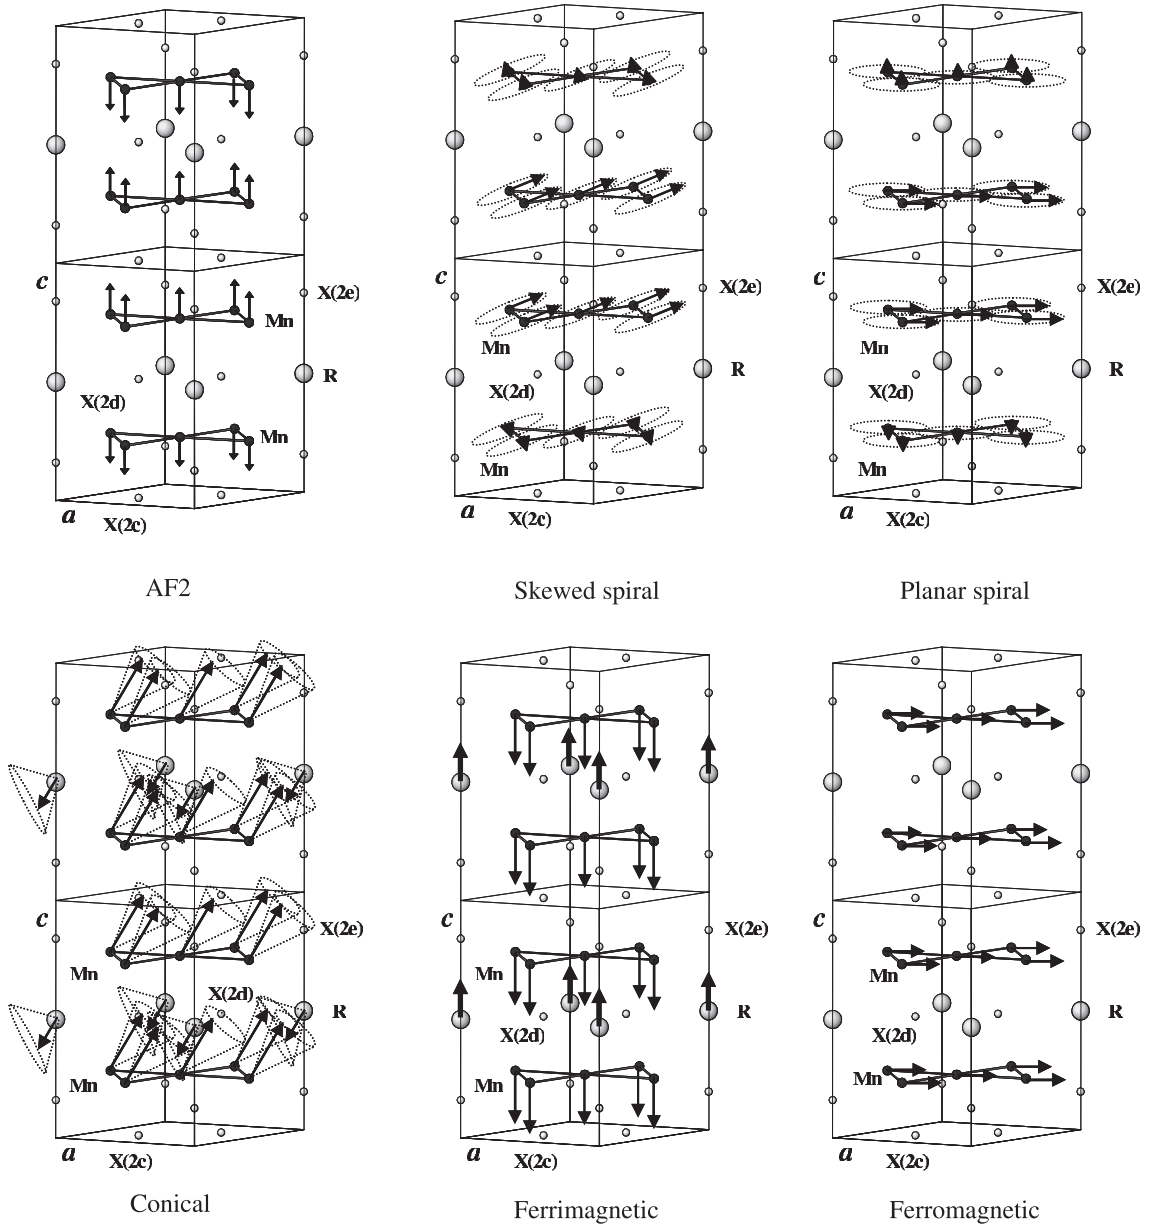 c
X(2e)
Mn
R
X(2d)
Mn
a
X(2c)
AF2
X(2e)
Mn
R
X(2d)
Mn
a
X(2c)
Skewed spiral
c
X(2e)
Mn
R
X(2d)
Mn
a
X(2c)
Planar spiral
c
X(2e)
Mn
X(2d)
R
Mn
a
X(2c)
Conical
c
X(2e)
Mn
R
X(2d)
Mn
a
X(2c)
Ferrimagnetic
c
X(2e)
Mn
R
X(2d)
Mn
a
X(2c)
Ferromagnetic